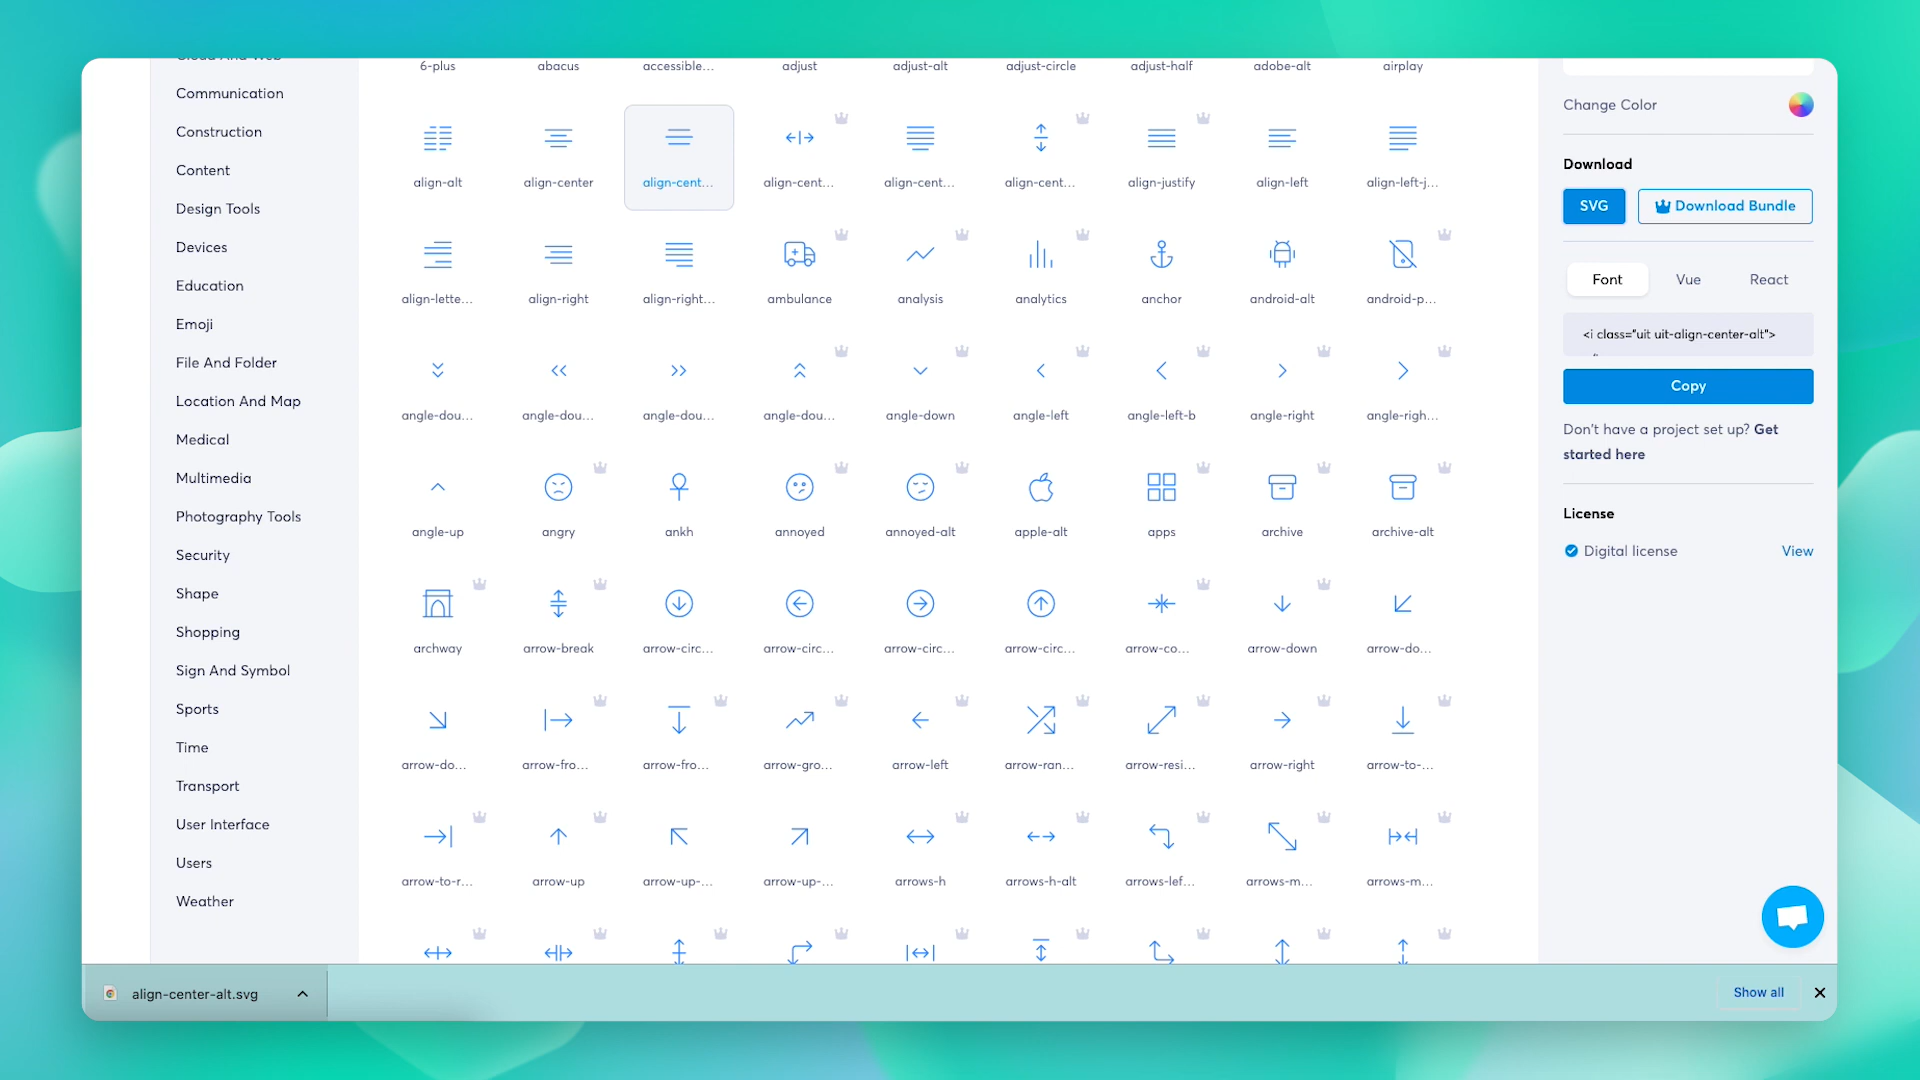 6-plus abacus accessible... adjust adjust-alt adjust-circle adjust-half adobe-alt airplay
Communication
Construction
Content
Design Tools
Devices
Education
Emoji
File And Folder
Location And Map
Medical
Multimedia
Photography Tools
Security
Shape
Shopping
Sign And Symbol
Sports
Time
Transport
User Interface
Users
Weather
align-alt align-center align-cent... align-cent... align-cent... align-cent... align-justify align-left align-left-j...
align-lette... align-right align-right... ambulance analysis analytics anchor android-alt android-p...
angle-dou... angle-dou... angle-dou... angle-dou... angle-down angle-left angle-left-b angle-right angle-righ...
angle-up angry ankh annoyed annoyed-alt apple-alt apps archive archive-alt
archway arrow-break arrow-circ... arrow-circ... arrow-circ... arrow-circ... arrow-co... arrow-down arrow-do...
arrow-do... arrow-fro... arrow-fro... arrow-gro... arrow-left arrow-ran... arrow-resi... arrow-right arrow-to-...
arrow-to-r... arrow-up arrow-up-... arrow-up-... arrows-h arrows-h-alt arrows-lef... arrows-m... arrows-m...
Change Color
Download
SVG Download Bundle
Font Vue React
<i class="uit uit-align-center-alt">
Copy
Don't have a project set up? Get
started here
License
Digital license View
align-center-alt.svg
Show all